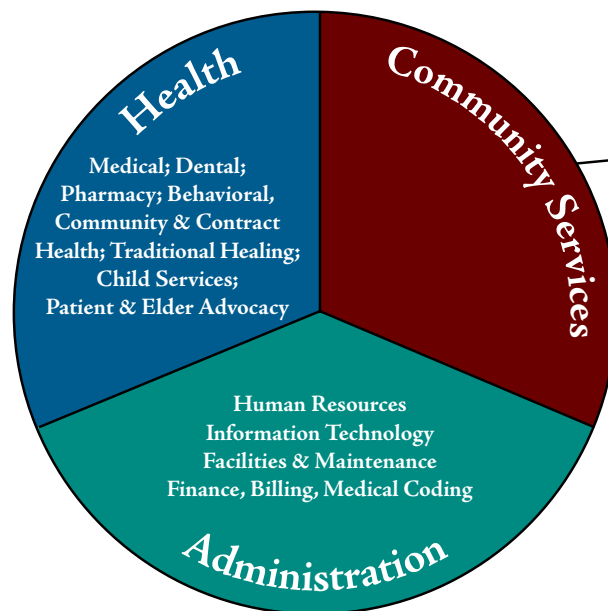 Health
Medical; Dental;
Pharmacy; Behavioral,
Community & Contract
Health; Traditional Healing;
Child Services;
Patient & Elder Advocacy
Community Services
Human Resources
Information Technology
Facilities & Maintenance
Finance, Billing, Medical Coding
Administration